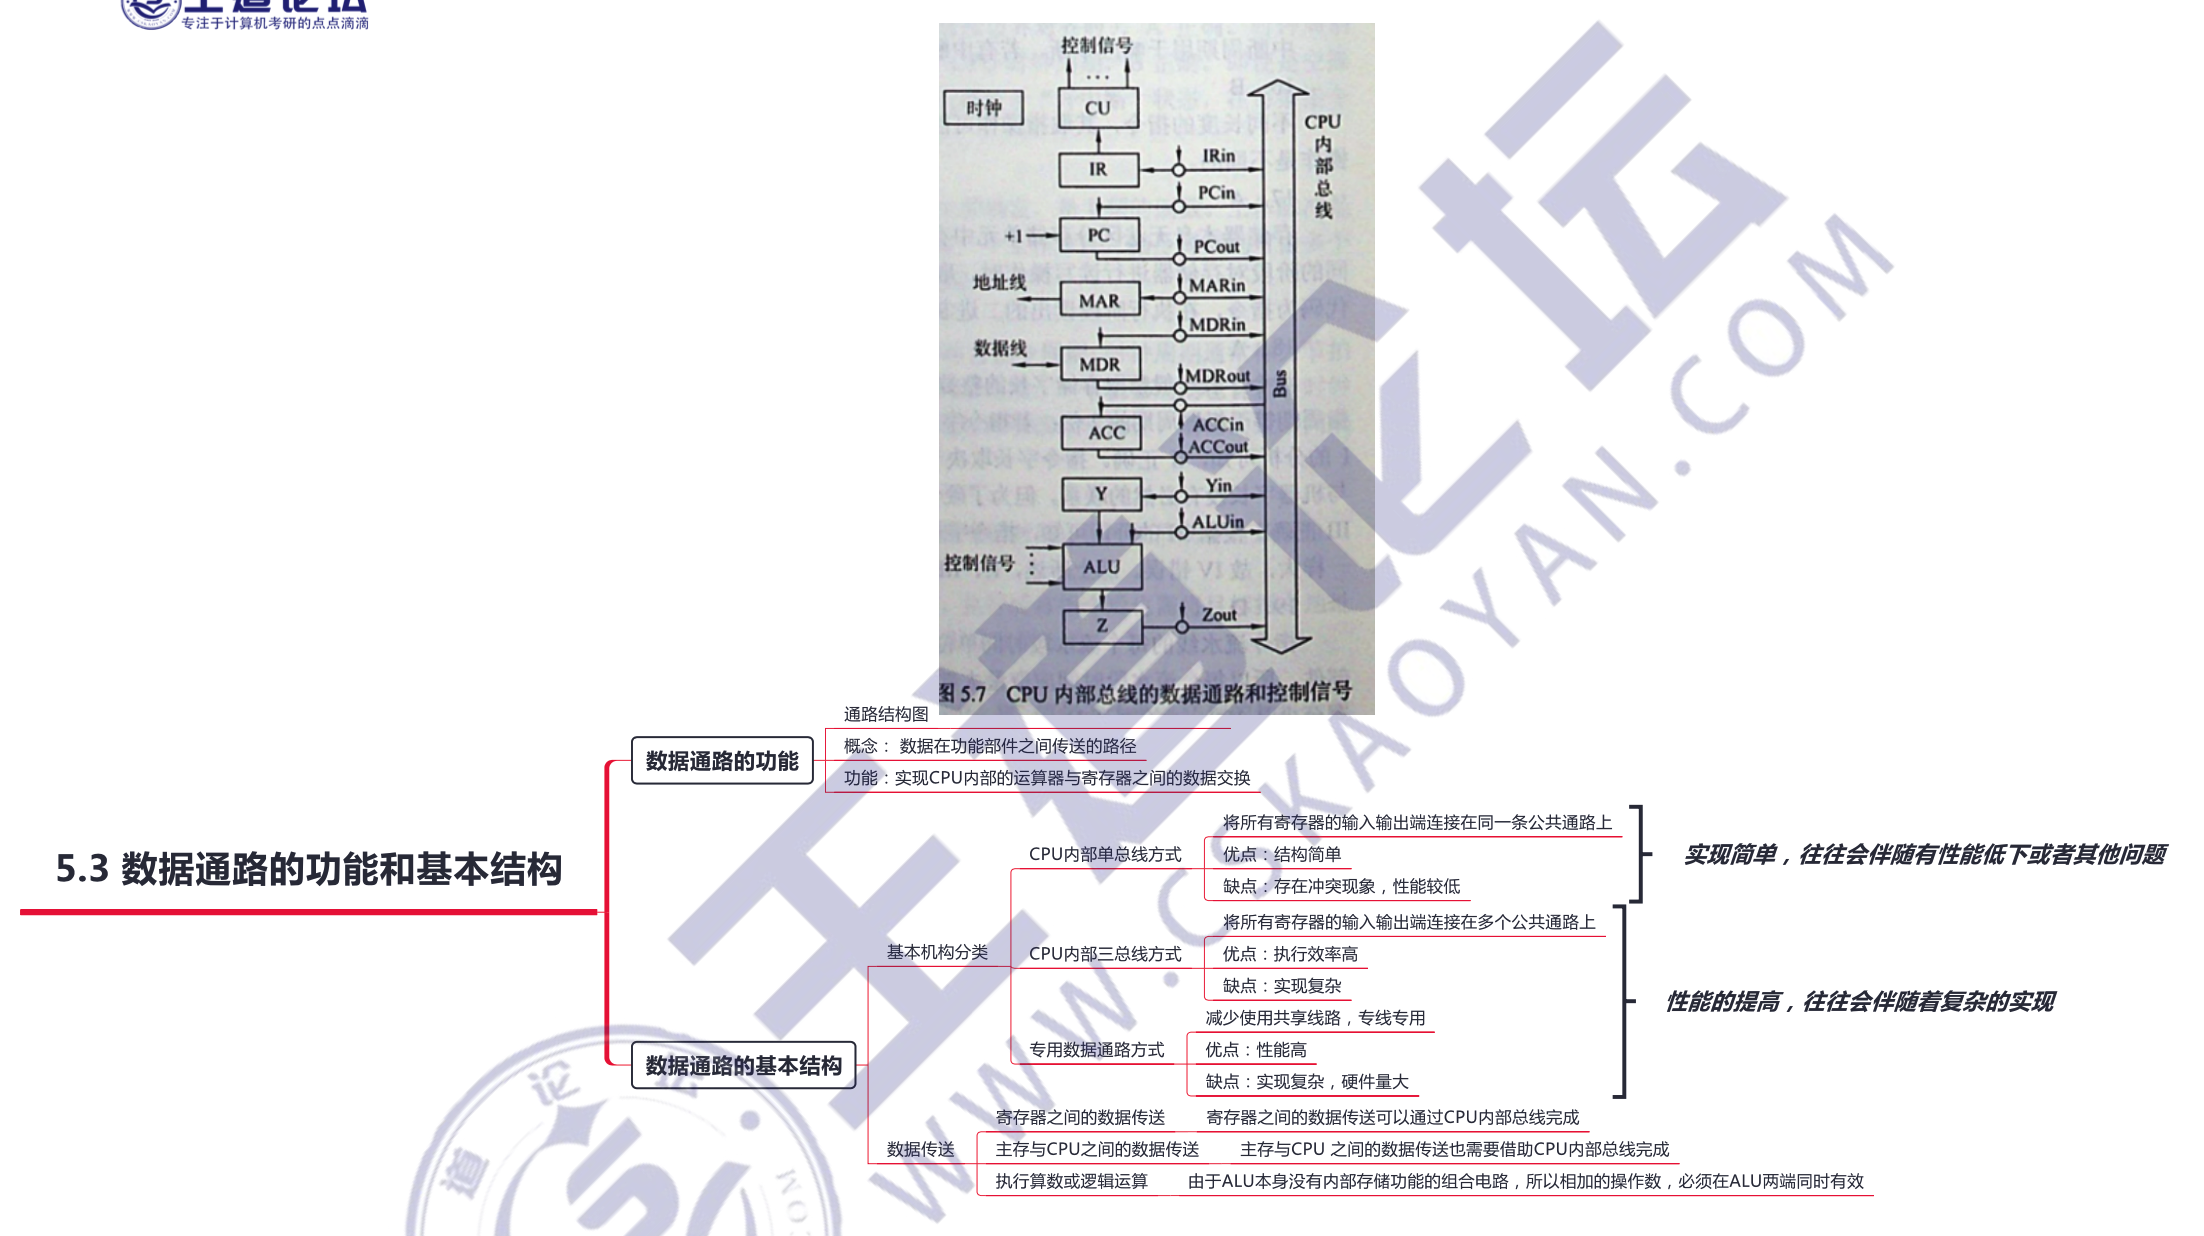 王道论坛
专注于计算机考研的点点滴滴
控制信号
...
时钟
CU
CPU内部总线
IR
IRin
PCin
+1
PC
PCout
地址线
MAR
MARin
MDRin
数据线
MDR
MDRout
Bus
ACC
ACCin
ACCout
Y
Yin
ALUin
控制信号
ALU
Z
Zout
图 5.7 CPU 内部总线的数据通路和控制信号
通路结构图
数据通路的功能
概念： 数据在功能部件之间传送的路径
功能：实现CPU内部的运算器与寄存器之间的数据交换
5.3 数据通路的功能和基本结构
数据通路的基本结构
基本机构分类
CPU内部单总线方式
将所有寄存器的输入输出端连接在同一条公共通路上
优点：结构简单
缺点：存在冲突现象，性能较低
实现简单，往往会伴随有性能低下或者其他问题
CPU内部三总线方式
将所有寄存器的输入输出端连接在多个公共通路上
优点：执行效率高
缺点：实现复杂
专用数据通路方式
减少使用共享线路，专线专用
优点：性能高
缺点：实现复杂，硬件量大
性能的提高，往往会伴随着复杂的实现
数据传送
寄存器之间的数据传送
寄存器之间的数据传送可以通过CPU内部总线完成
主存与CPU之间的数据传送
主存与CPU 之间的数据传送也需要借助CPU内部总线完成
执行算数或逻辑运算
由于ALU本身没有内部存储功能的组合电路，所以相加的操作数，必须在ALU两端同时有效
王道论坛
WWW.CSKAOYAN.COM
道论坛